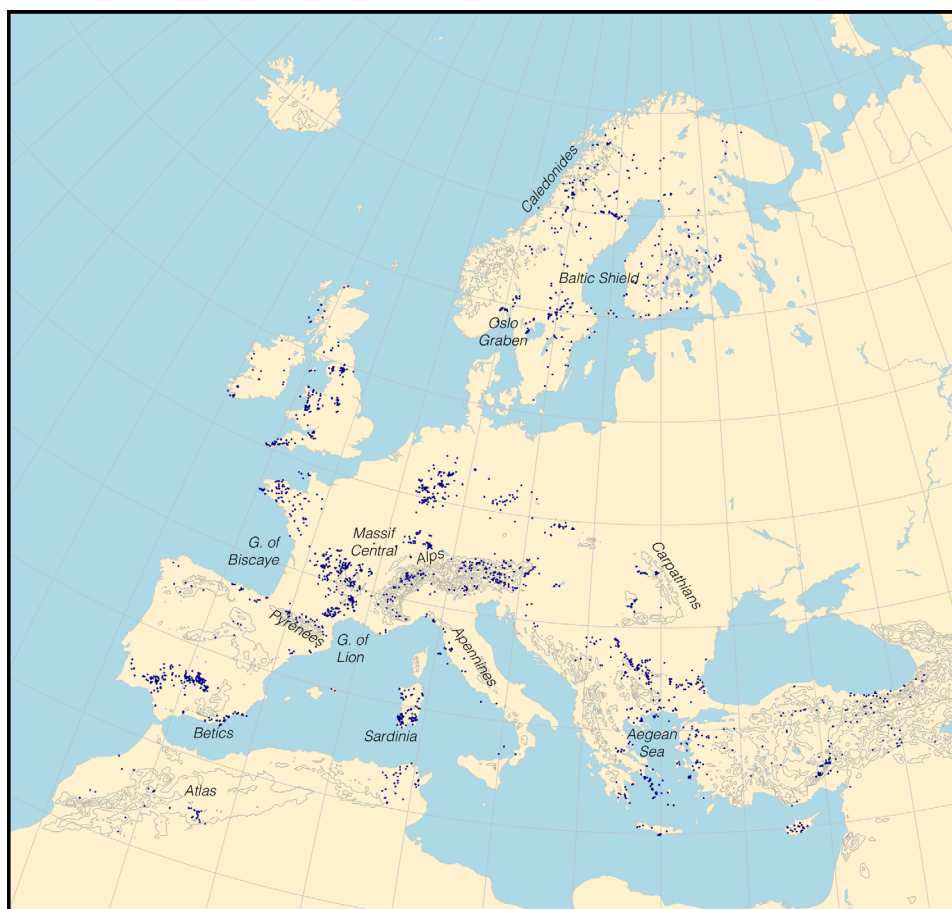 Caledonides
Baltic Shield
Oslo
Graben
Massif
Central
G. of
Biscaye
Alps
Carpathians
Pyrénées
G. of
Lion
Apennines
Betics
Sardinia
Aegean
Sea
Atlas